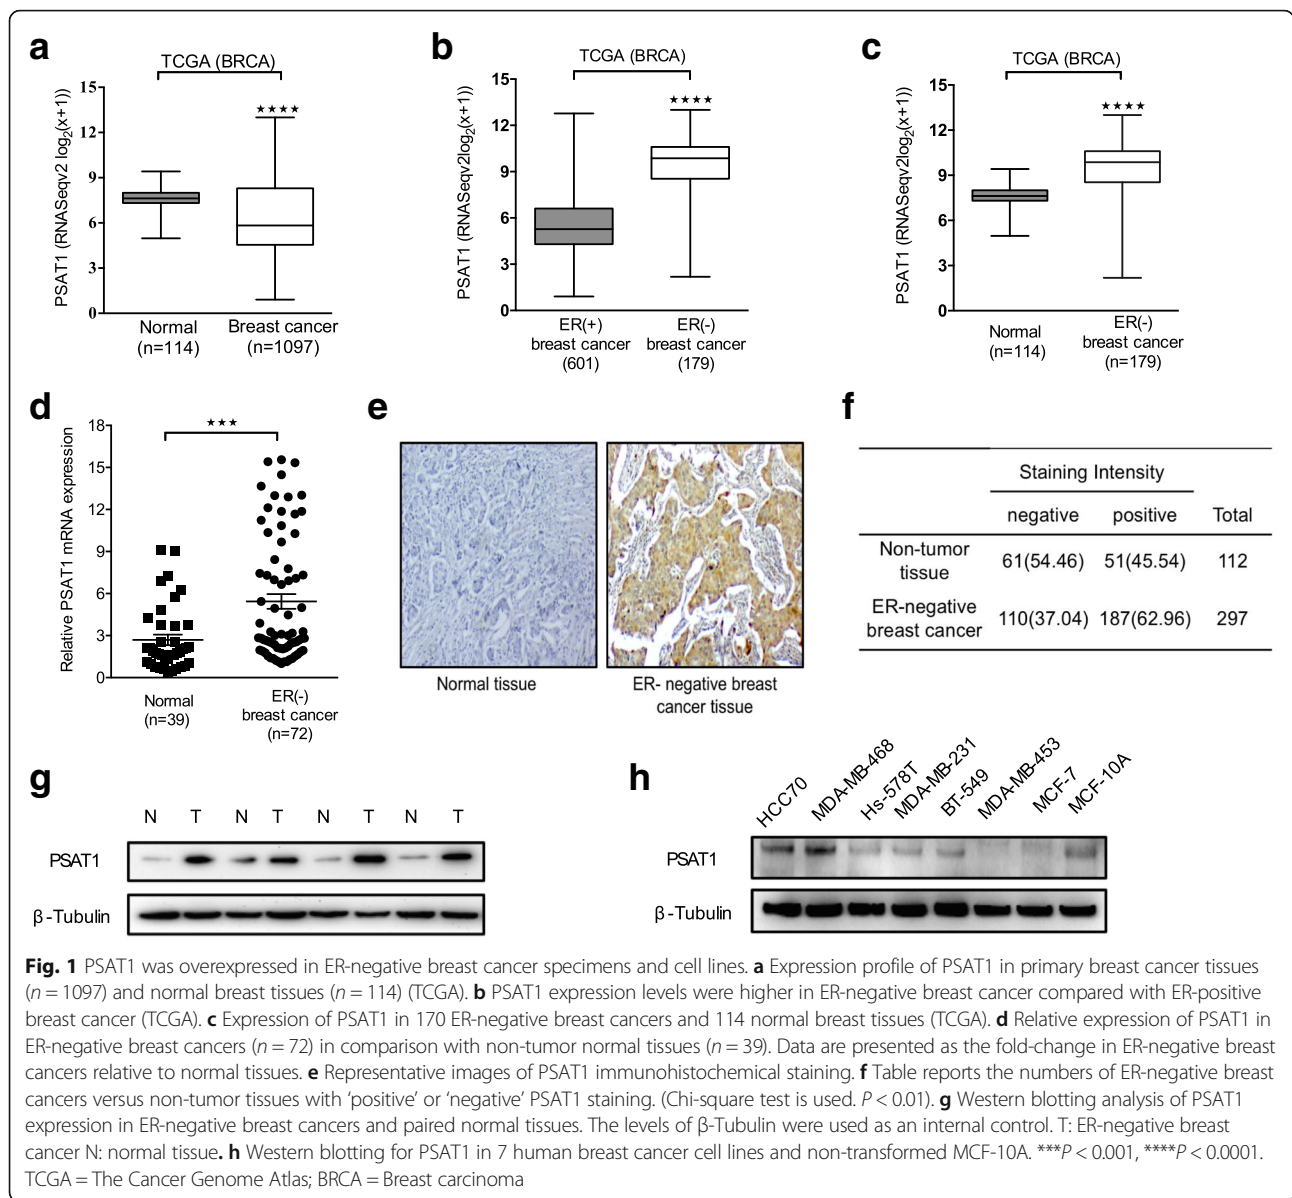 a
TCGA (BRCA)
PSAT1 (RNASeqv2 log2(x+1))
15
12
9
6
3
0
★★★★
Normal
(n=114)
Breast cancer
(n=1097)
b
TCGA (BRCA)
PSAT1 (RNASeqv2log2(x+1))
15
12
9
6
3
0
★★★★
ER(+)
breast cancer
(601)
ER(-)
breast cancer
(179)
c
TCGA (BRCA)
PSAT1 (RNASeqv2log2(x+1))
15
12
9
6
3
0
★★★★
Normal
(n=114)
ER(-)
breast cancer
(n=179)
d
Relative PSAT1 mRNA expression
18
15
12
9
6
3
0
★★★
Normal
(n=39)
ER(-)
breast cancer
(n=72)
e
Normal tissue
ER- negative breast
cancer tissue
f
Staining Intensity
negative positive Total
Non-tumor
tissue
61(54.46) 51(45.54) 112
ER-negative
breast cancer
110(37.04) 187(62.96) 297
g
N T N T N T N T
PSAT1
β-Tubulin
h
HCC70
MDA-MB-468
Hs-578T
MDA-MB-231
BT-549
MDA-MB-453
MCF-7
MCF-10A
PSAT1
β-Tubulin
Fig. 1 PSAT1 was overexpressed in ER-negative breast cancer specimens and cell lines. a Expression profile of PSAT1 in primary breast cancer tissues
(n = 1097) and normal breast tissues (n = 114) (TCGA). b PSAT1 expression levels were higher in ER-negative breast cancer compared with ER-positive
breast cancer (TCGA). c Expression of PSAT1 in 170 ER-negative breast cancers and 114 normal breast tissues (TCGA). d Relative expression of PSAT1 in
ER-negative breast cancers (n = 72) in comparison with non-tumor normal tissues (n = 39). Data are presented as the fold-change in ER-negative breast
cancers relative to normal tissues. e Representative images of PSAT1 immunohistochemical staining. f Table reports the numbers of ER-negative breast
cancers versus non-tumor tissues with ‘positive’ or ‘negative’ PSAT1 staining. (Chi-square test is used. P < 0.01). g Western blotting analysis of PSAT1
expression in ER-negative breast cancers and paired normal tissues. The levels of β-Tubulin were used as an internal control. T: ER-negative breast
cancer N: normal tissue. h Western blotting for PSAT1 in 7 human breast cancer cell lines and non-transformed MCF-10A. ***P < 0.001, ****P < 0.0001.
TCGA = The Cancer Genome Atlas; BRCA = Breast carcinoma